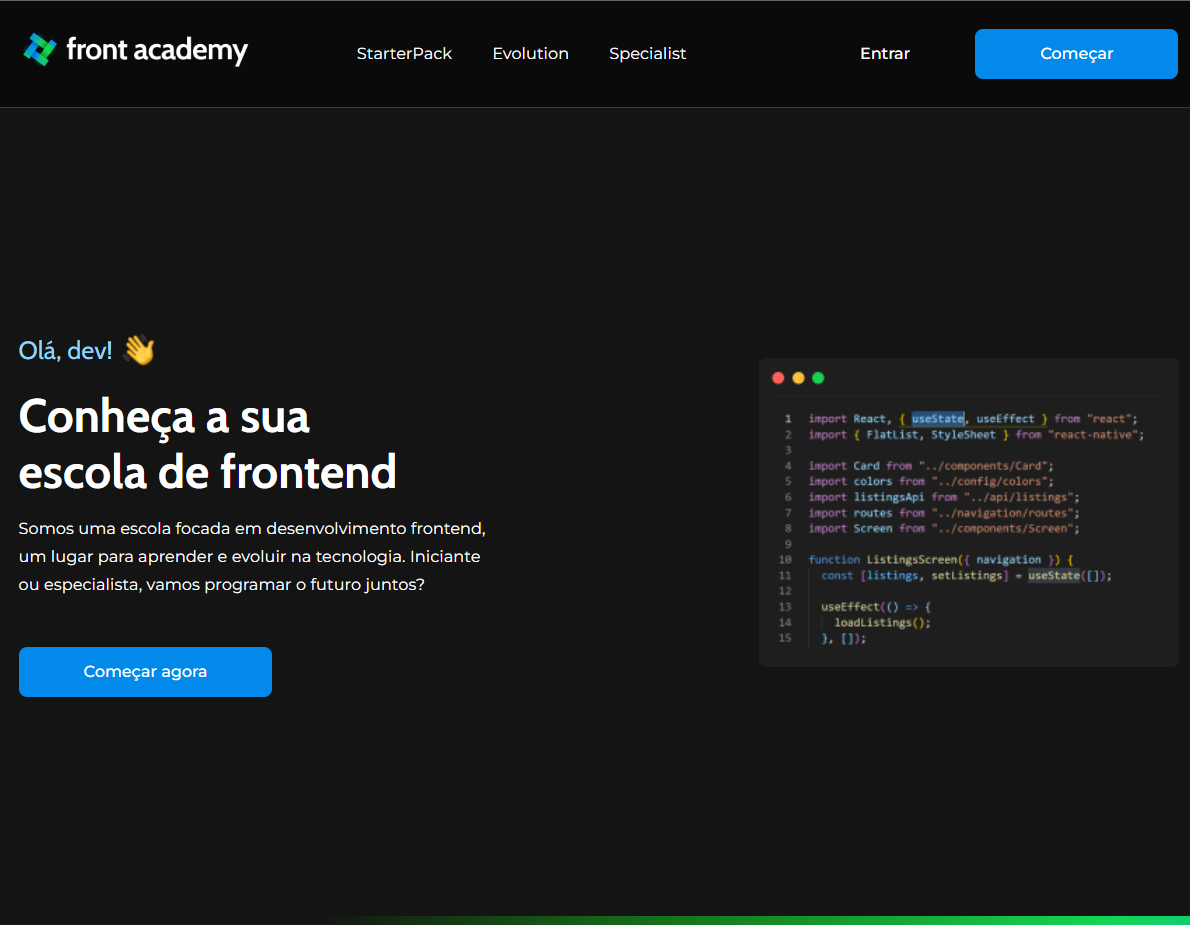 front academy
StarterPack
Evolution
Specialist
Entrar
Começar
Olá, dev! 👋
Conheça a sua
escola de frontend
Somos uma escola focada em desenvolvimento frontend,
um lugar para aprender e evoluir na tecnologia. Iniciante
ou especialista, vamos programar o futuro juntos?
Começar agora
1 import React, { useState, useEffect } from "react";
2 import { FlatList, StyleSheet } from "react-native";
3
4 import Card from "../components/Card";
5 import colors from "../config/colors";
6 import listingsApi from "../api/listings";
7 import routes from "../navigation/routes";
8 import Screen from "../components/Screen";
9
10 function ListingsScreen({ navigation }) {
11 const [listings, setListings] = useState([]);
12
13 useEffect(() => {
14 loadListings();
15 }, []);